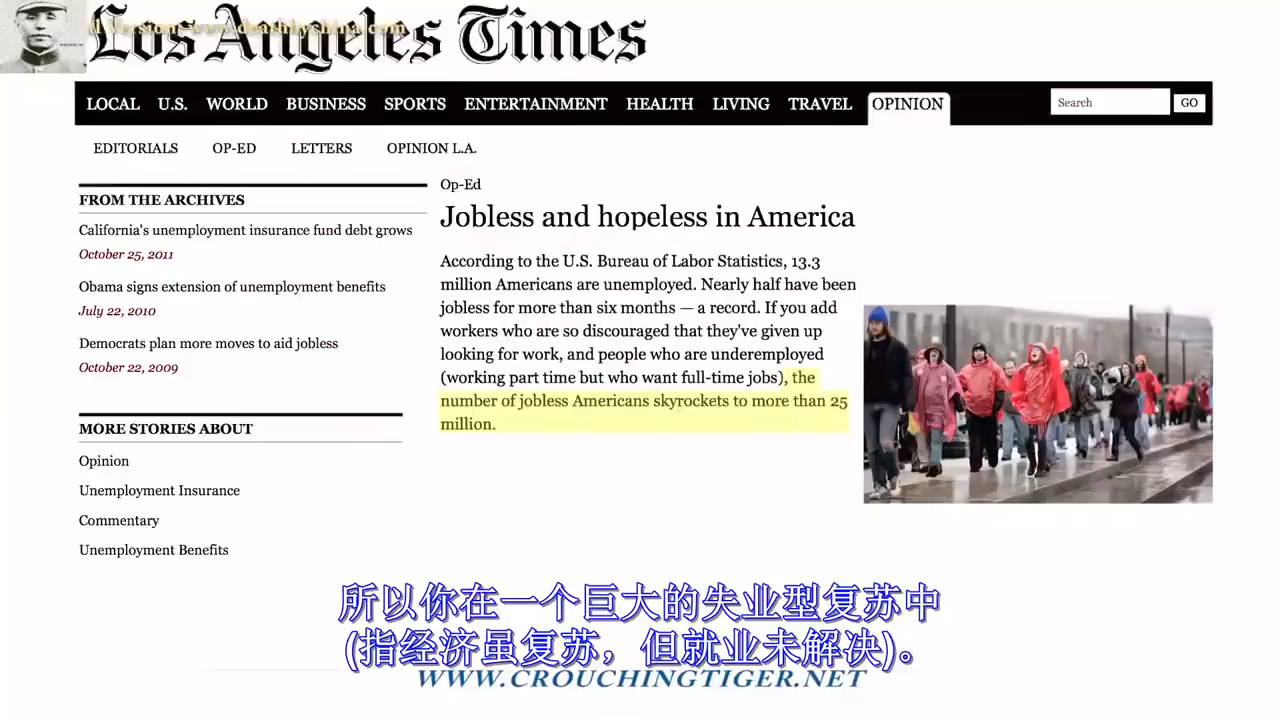 Los Angeles Times
LOCAL U.S. WORLD BUSINESS SPORTS ENTERTAINMENT HEALTH LIVING TRAVEL OPINION Search GO
EDITORIALS OP-ED LETTERS OPINION L.A.
FROM THE ARCHIVES
California's unemployment insurance fund debt grows
October 25, 2011
Obama signs extension of unemployment benefits
July 22, 2010
Democrats plan more moves to aid jobless
October 22, 2009
MORE STORIES ABOUT
Opinion
Unemployment Insurance
Commentary
Unemployment Benefits
Op-Ed
Jobless and hopeless in America
According to the U.S. Bureau of Labor Statistics, 13.3
million Americans are unemployed. Nearly half have been
jobless for more than six months — a record. If you add
workers who are so discouraged that they've given up
looking for work, and people who are underemployed
(working part time but who want full-time jobs), the
number of jobless Americans skyrockets to more than 25
million.
所以你在一个巨大的失业型复苏中
(指经济虽复苏，但就业未解决)。
WWW.CROUCHINGTIGER.NET